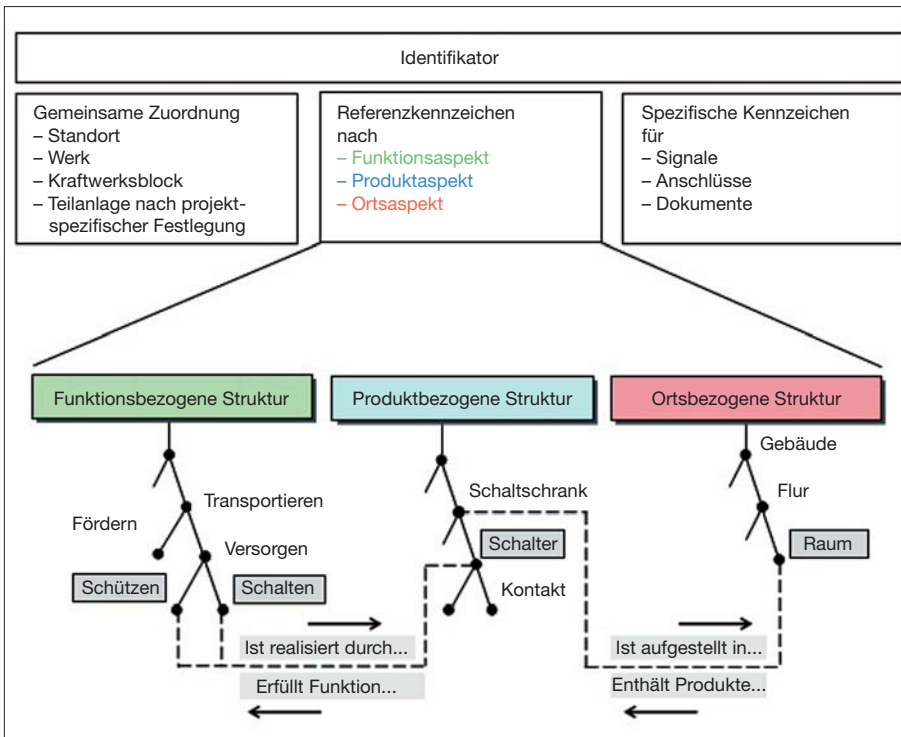 Identifikator
Gemeinsame Zuordnung
– Standort
– Werk
– Kraftwerksblock
– Teilanlage nach projekt-
spezifischer Festlegung
Referenzkennzeichen
nach
– Funktionsaspekt
– Produktaspekt
– Ortsaspekt
Spezifische Kennzeichen
für
– Signale
– Anschlüsse
– Dokumente
Funktionsbezogene Struktur
Produktbezogene Struktur
Ortsbezogene Struktur
Transportieren
Fördern
Versorgen
Schützen
Schalten
Schaltschrank
Schalter
Kontakt
Gebäude
Flur
Raum
Ist realisiert durch...
Erfüllt Funktion...
Ist aufgestellt in...
Enthält Produkte...